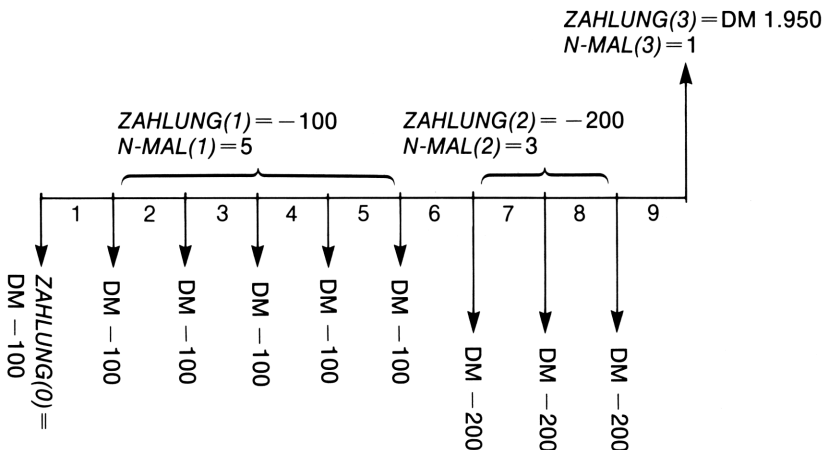 ZAHLUNG(3) = DM 1.950
N-MAL(3) = 1
ZAHLUNG(1) = −100
N-MAL(1) = 5
ZAHLUNG(2) = −200
N-MAL(2) = 3
1 2 3 4 5 6 7 8 9
ZAHLUNG(0) =
DM −100
DM −100
DM −100
DM −100
DM −100
DM −100
DM −200
DM −200
DM −200